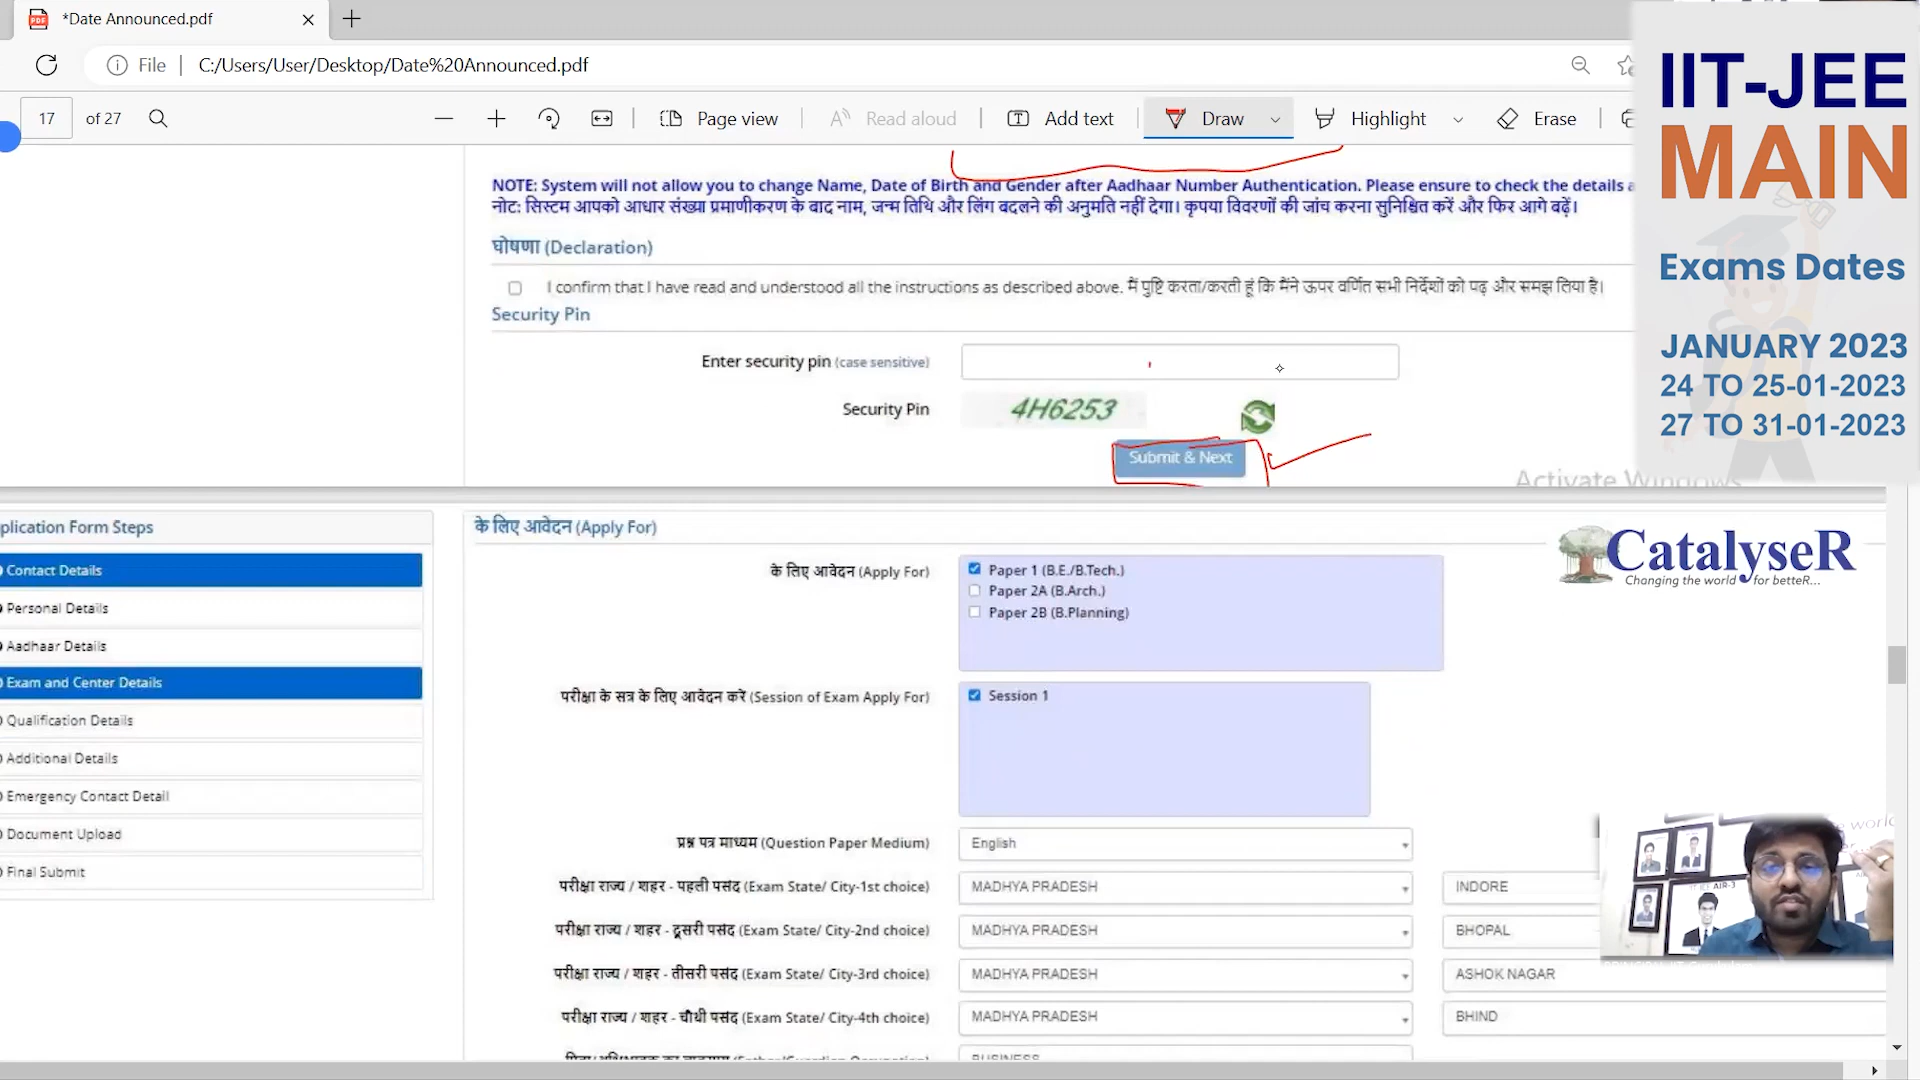 *Date Announced.pdf
File
C:/Users/User/Desktop/Date%20Announced.pdf
17 of 27
Page view
Read aloud
Add text
Draw
Highlight
Erase
IIT-JEE
MAIN
Exams Dates
JANUARY 2023
24 TO 25-01-2023
27 TO 31-01-2023
NOTE: System will not allow you to change Name, Date of Birth and Gender after Aadhaar Number Authentication. Please ensure to check the details
नोट: सिस्टम आपको आधार संख्या प्रमाणीकरण के बाद नाम, जन्म तिथि और लिंग बदलने की अनुमति नहीं देगा। कृपया विवरणों की जांच करना सुनिश्चित करें और फिर आगे बढ़ें।
घोषणा (Declaration)
I confirm that I have read and understood all the instructions as described above. मैं पुष्टि करता/करती हूं कि मैंने ऊपर वर्णित सभी निर्देशों को पढ़ और समझ लिया है।
Security Pin
Enter security pin (case sensitive)
Security Pin 4H6253
Submit & Next
Activate Windows
plication Form Steps
Contact Details
Personal Details
Aadhaar Details
Exam and Center Details
Qualification Details
Additional Details
Emergency Contact Detail
Document Upload
Final Submit
के लिए आवेदन (Apply For)
CatalyseR
Changing the world for betteR...
के लिए आवेदन (Apply For)
Paper 1 (B.E./B.Tech.)
Paper 2A (B.Arch.)
Paper 2B (B.Planning)
परीक्षा के सत्र के लिए आवेदन करें (Session of Exam Apply For) Session 1
प्रश्न पत्र माध्यम (Question Paper Medium) English
परीक्षा राज्य / शहर - पहली पसंद (Exam State/ City-1st choice) MADHYA PRADESH INDORE
परीक्षा राज्य / शहर - दूसरी पसंद (Exam State/ City-2nd choice) MADHYA PRADESH BHOPAL
परीक्षा राज्य / शहर - तीसरी पसंद (Exam State/ City-3rd choice) MADHYA PRADESH ASHOK NAGAR
परीक्षा राज्य / शहर - चौथी पसंद (Exam State/ City-4th choice) MADHYA PRADESH BHIND
BUSINESS